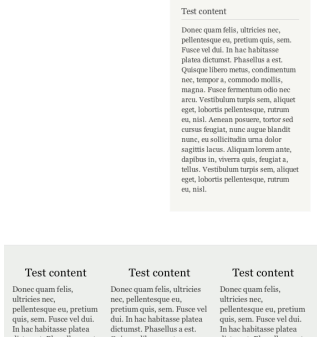 Test content
Donec quam felis, ultricies nec,
pellentesque eu, pretium quis, sem.
Fusce vel dui. In hac habitasse
platea dictumst. Phasellus a est.
Quisque libero metus, condimentum
nec, tempor a, commodo mollis,
magna. Fusce fermentum odio nec
arcu. Vestibulum turpis sem, aliquet
eget, lobortis pellentesque, rutrum
eu, nisl. Aenean posuere, tortor sed
cursus feugiat, nunc augue blandit
nunc, eu sollicitudin urna dolor
sagittis lacus. Aliquam lorem ante,
dapibus in, viverra quis, feugiat a,
tellus. Vestibulum turpis sem, aliquet
eget, lobortis pellentesque, rutrum
eu, nisl.
Test content
Donec quam felis,
ultricies nec,
pellentesque eu, pretium
quis, sem. Fusce vel dui.
In hac habitasse platea
Test content
Donec quam felis, ultricies
nec, pellentesque eu,
pretium quis, sem. Fusce vel
dui. In hac habitasse platea
dictumst. Phasellus a est.
Test content
Donec quam felis,
ultricies nec,
pellentesque eu, pretium
quis, sem. Fusce vel dui.
In hac habitasse platea